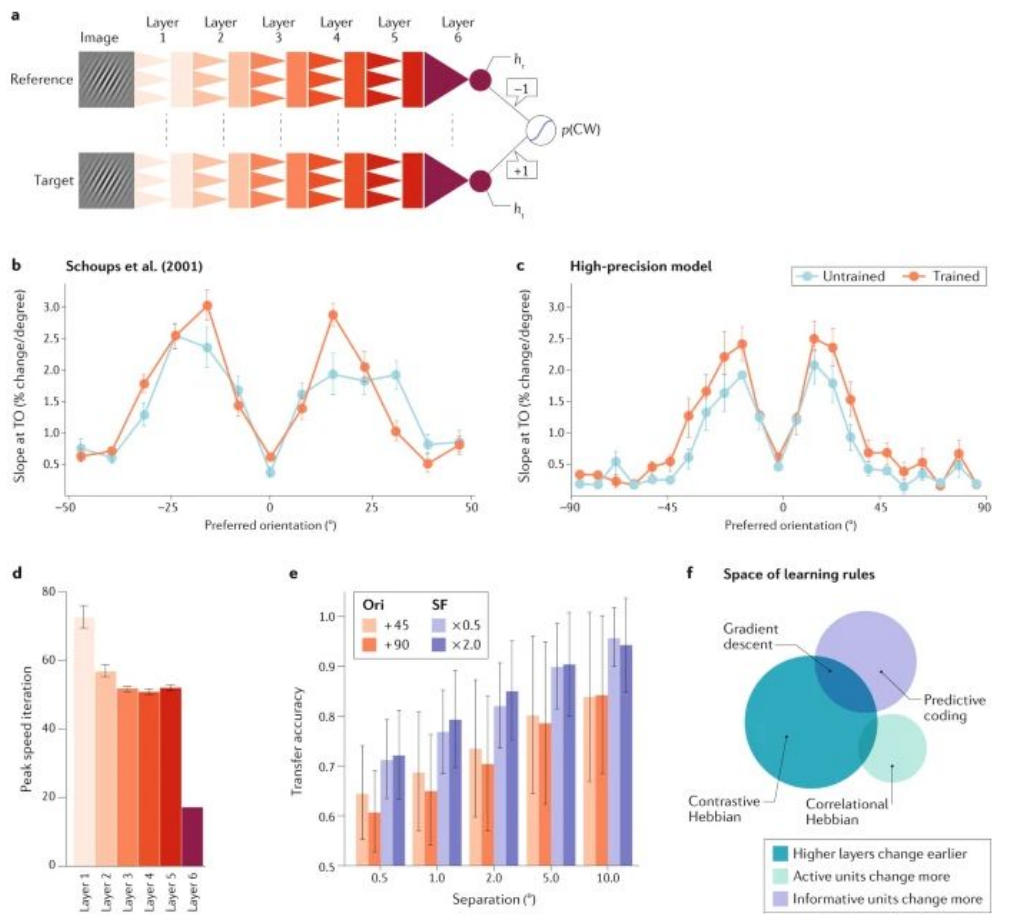 a
Layer 1
Layer 2
Layer 3
Layer 4
Layer 5
Layer 6
Image
Reference
Target
hr
−1
p(CW)
+1
ht
b
Schoups et al. (2001)
Slope at TO (% change/degree)
3.0
2.5
2.0
1.5
1.0
0.5
−50
−25
0
25
50
Preferred orientation (°)
c
High-precision model
Untrained
Trained
Slope at TO (% change/degree)
3.0
2.5
2.0
1.5
1.0
0.5
−90
−45
0
45
90
Preferred orientation (°)
d
Peak speed iteration
80
60
40
20
0
Layer 1
Layer 2
Layer 3
Layer 4
Layer 5
Layer 6
e
Ori SF
+45 ×0.5
+90 ×2.0
Transfer accuracy
1.0
0.9
0.8
0.7
0.6
0.5
0.5
1.0
2.0
5.0
10.0
Separation (°)
f
Space of learning rules
Gradient
descent
Predictive
coding
Contrastive
Hebbian
Correlational
Hebbian
Higher layers change earlier
Active units change more
Informative units change more